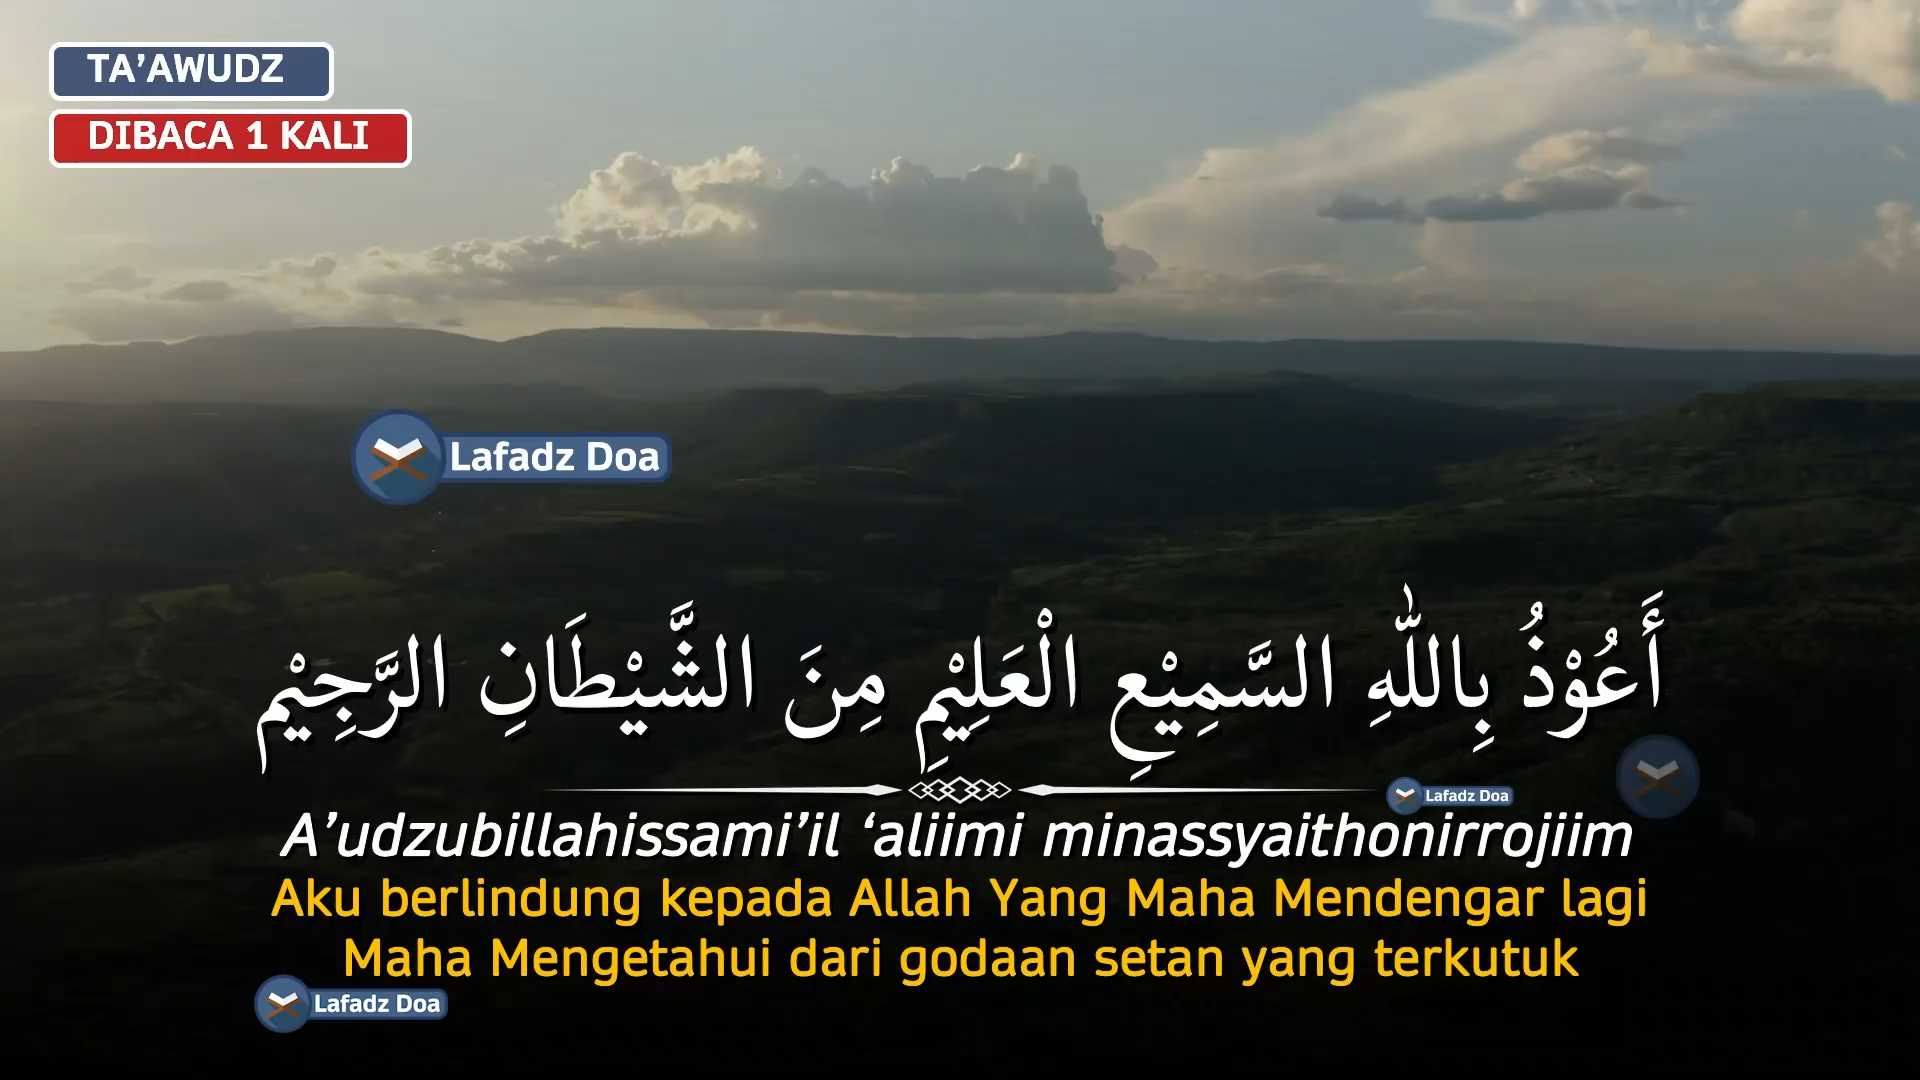 TA’AWUDZ
DIBACA 1 KALI
Lafadz Doa
أَعُوْذُ بِاللّٰهِ السَّمِيْعِ الْعَلِيْمِ مِنَ الشَّيْطَانِ الرَّجِيْمِ
Lafadz Doa
A’udzubillahissami’il ‘aliimi minassyaithonirrojiim
Aku berlindung kepada Allah Yang Maha Mendengar lagi
Maha Mengetahui dari godaan setan yang terkutuk
Lafadz Doa